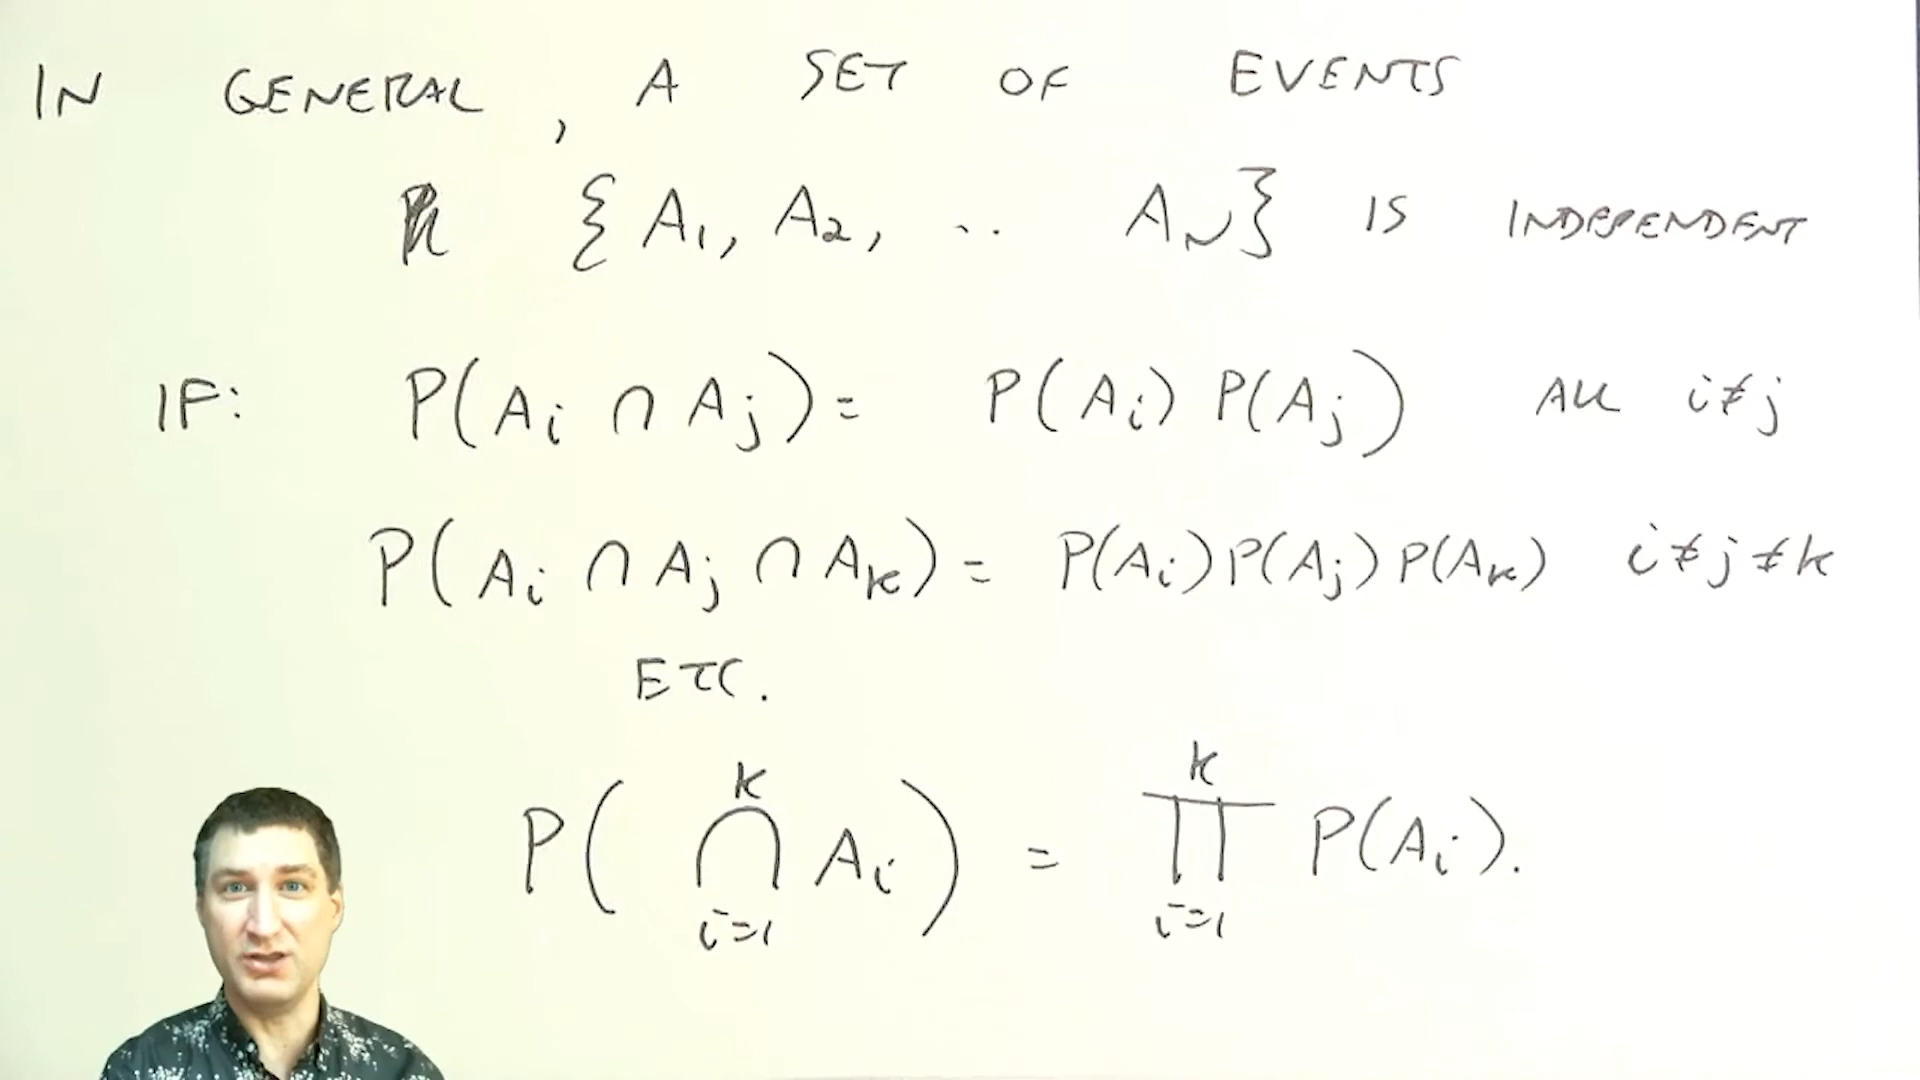 IN GENERAL, A SET OF EVENTS
{A₁, A₂, .. A_N} IS INDEPENDENT
IF: P(Aᵢ ∩ Aⱼ) = P(Aᵢ) P(Aⱼ) ALL i≠j
P(Aᵢ ∩ Aⱼ ∩ Aₖ) = P(Aᵢ) P(Aⱼ) P(Aₖ) i≠j≠k
ETC.
P(⋂_{i=1}^{k} Aᵢ) = ∏_{i=1}^{k} P(Aᵢ).